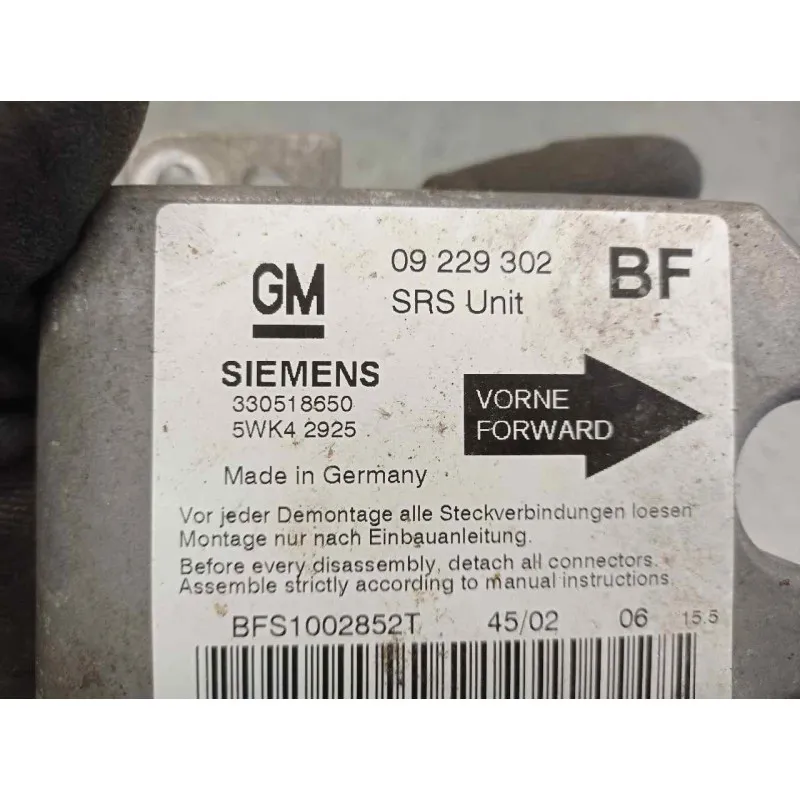 GM
09 229 302
SRS Unit
BF
SIEMENS
330518650
5WK4 2925
VORNE
FORWARD
Made in Germany
Vor jeder Demontage alle Steckverbindungen loesen
Montage nur nach Einbauanleitung.
Before every disassembly, detach all connectors.
Assemble strictly according to manual instructions.
BFS1002852T 45/02 06 15.5